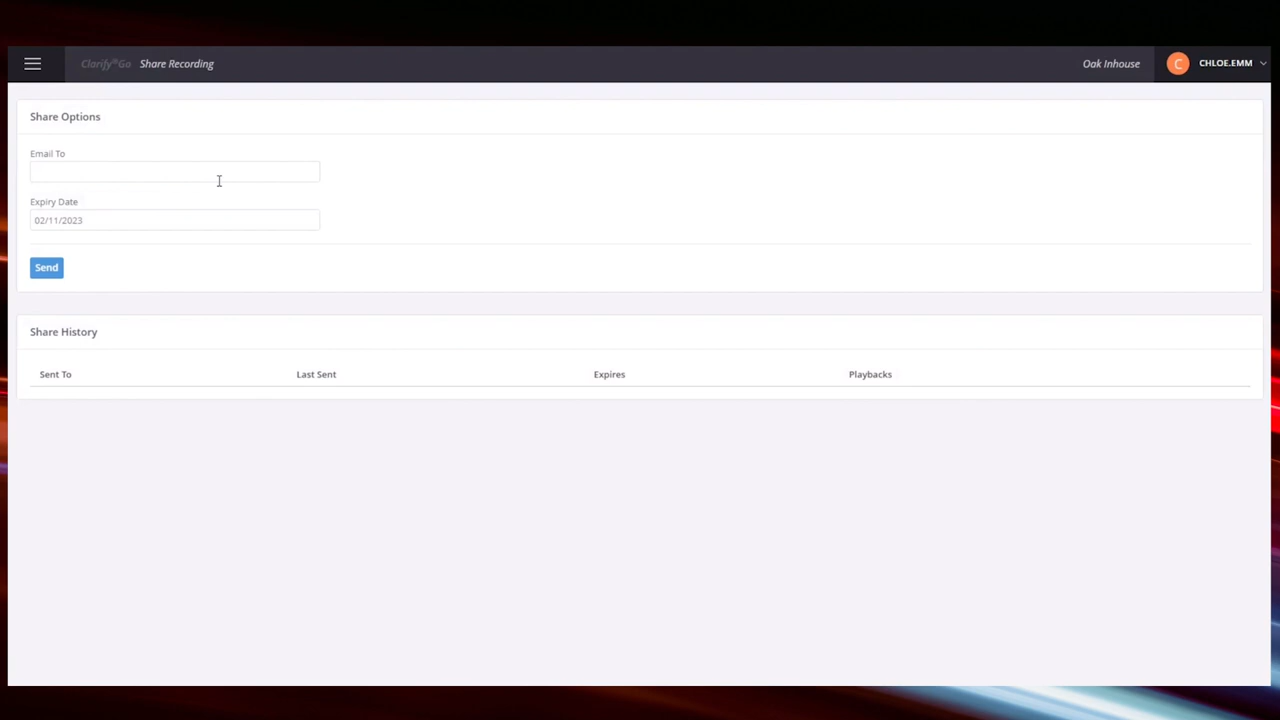 Clarify®Go Share Recording Oak Inhouse C CHLOE.EMM
Share Options
Email To
Expiry Date
02/11/2023
Send
Share History
Sent To Last Sent Expires Playbacks